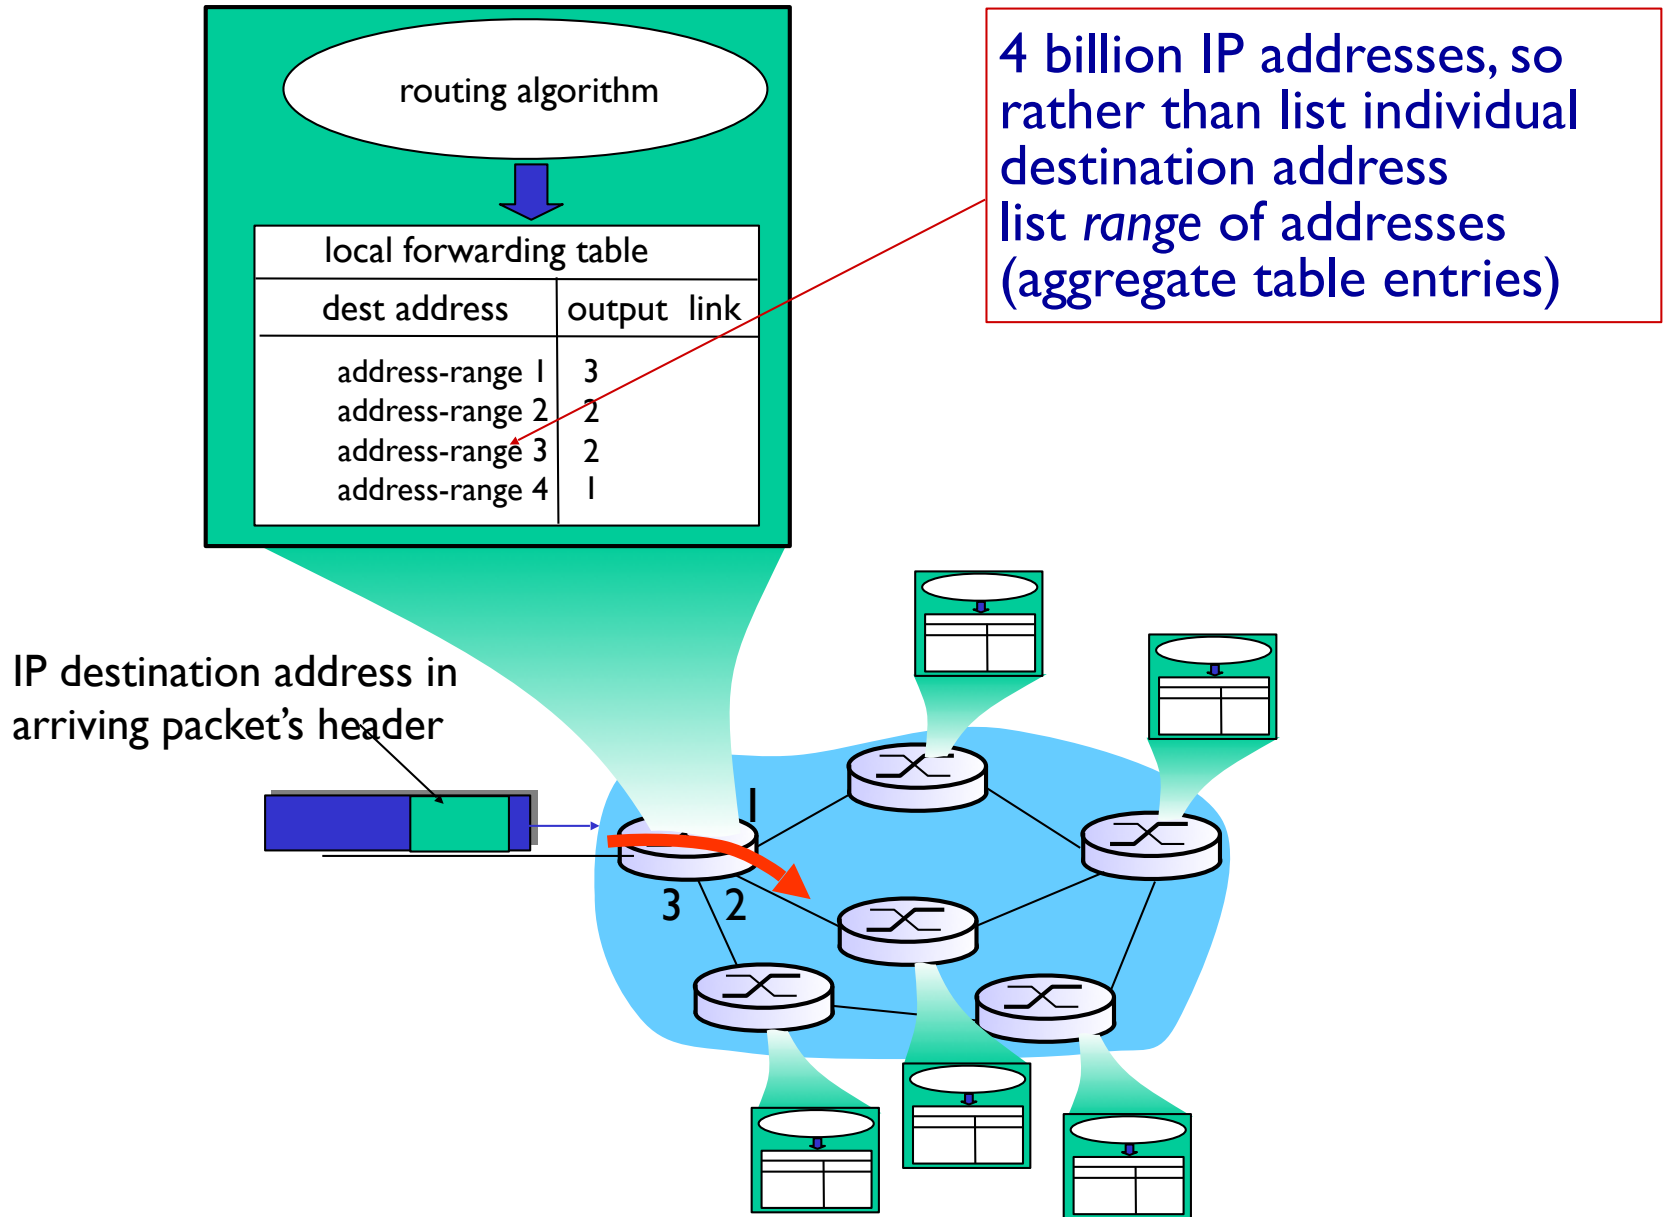 routing algorithm
local forwarding table
dest address output link
address-range 1 3
address-range 2 2
address-range 3 2
address-range 4 1
4 billion IP addresses, so
rather than list individual
destination address
list range of addresses
(aggregate table entries)
IP destination address in
arriving packet’s header
1
3 2